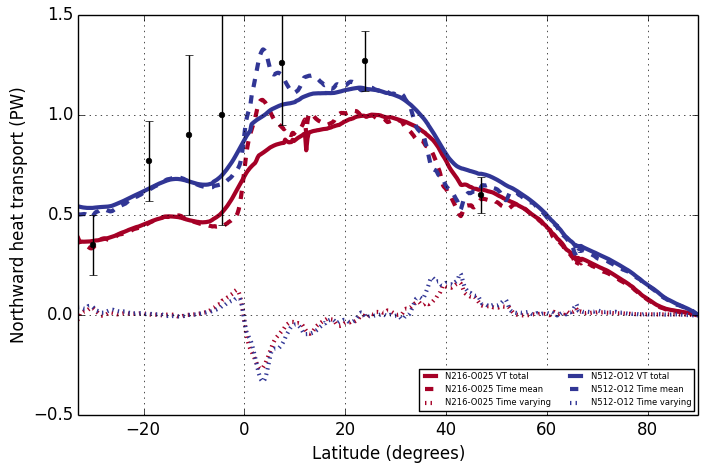 1.5
1.0
0.5
0.0
−0.5
Northward heat transport (PW)
−20
0
20
40
60
80
Latitude (degrees)
N216-O025 VT total
N216-O025 Time mean
N216-O025 Time varying
N512-O12 VT total
N512-O12 Time mean
N512-O12 Time varying